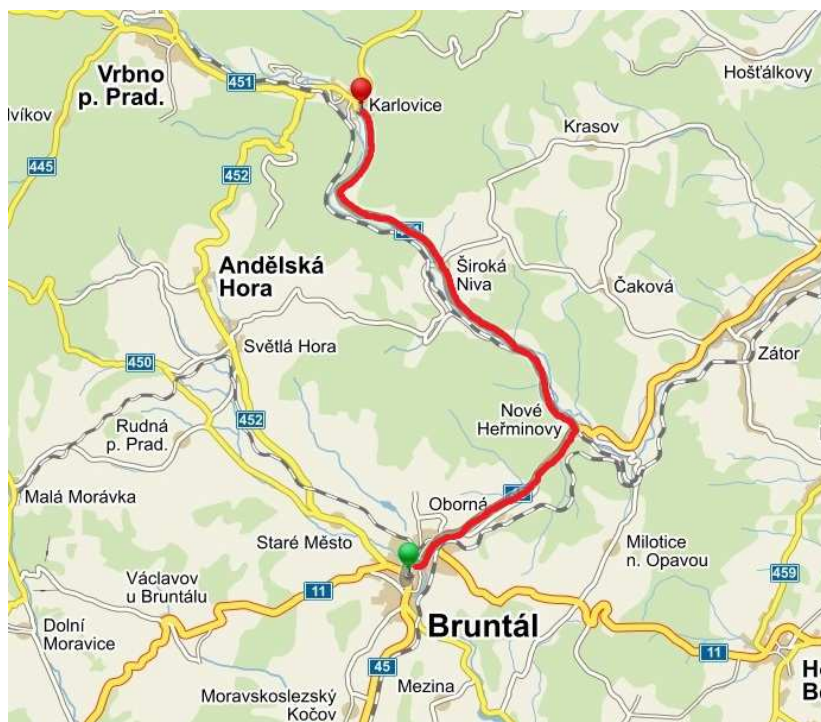 Hošťálkovy
Vrbno
p. Prad.
451
Karlovice
lvíkov
Krasov
445
452
Andělská
Hora
Široká
Niva
Čaková
Světlá Hora
Zátor
450
452
Nové
Heřminovy
Rudná
p. Prad.
Malá Morávka
Oborná
Staré Město
Milotice
n. Opavou
Václavov
u Bruntálu
459
11
Dolní
Moravice
Bruntál
11
45
Mezina
Moravskoslezský
Kočov